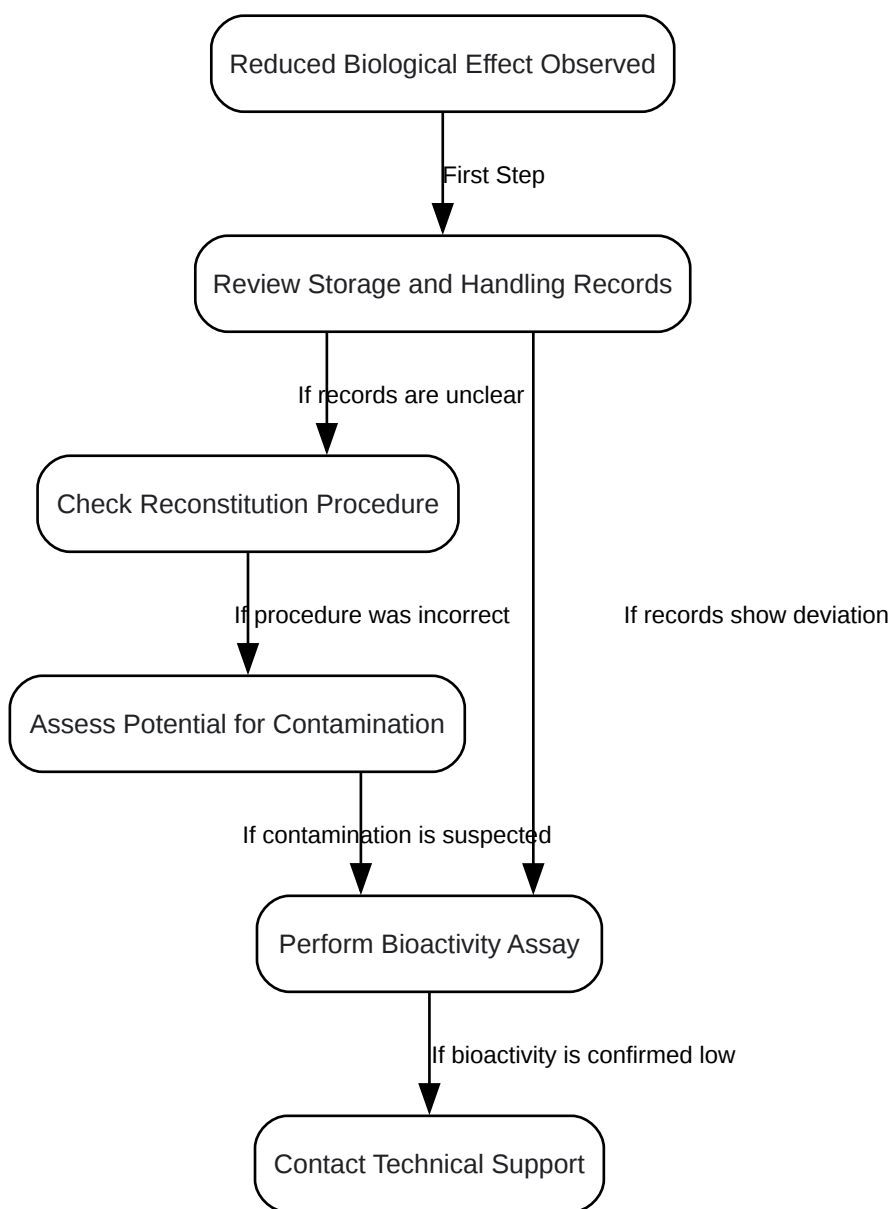 Reduced Biological Effect Observed
First Step
Review Storage and Handling Records
If records are unclear
Check Reconstitution Procedure
If procedure was incorrect
If records show deviation
Assess Potential for Contamination
If contamination is suspected
Perform Bioactivity Assay
If bioactivity is confirmed low
Contact Technical Support